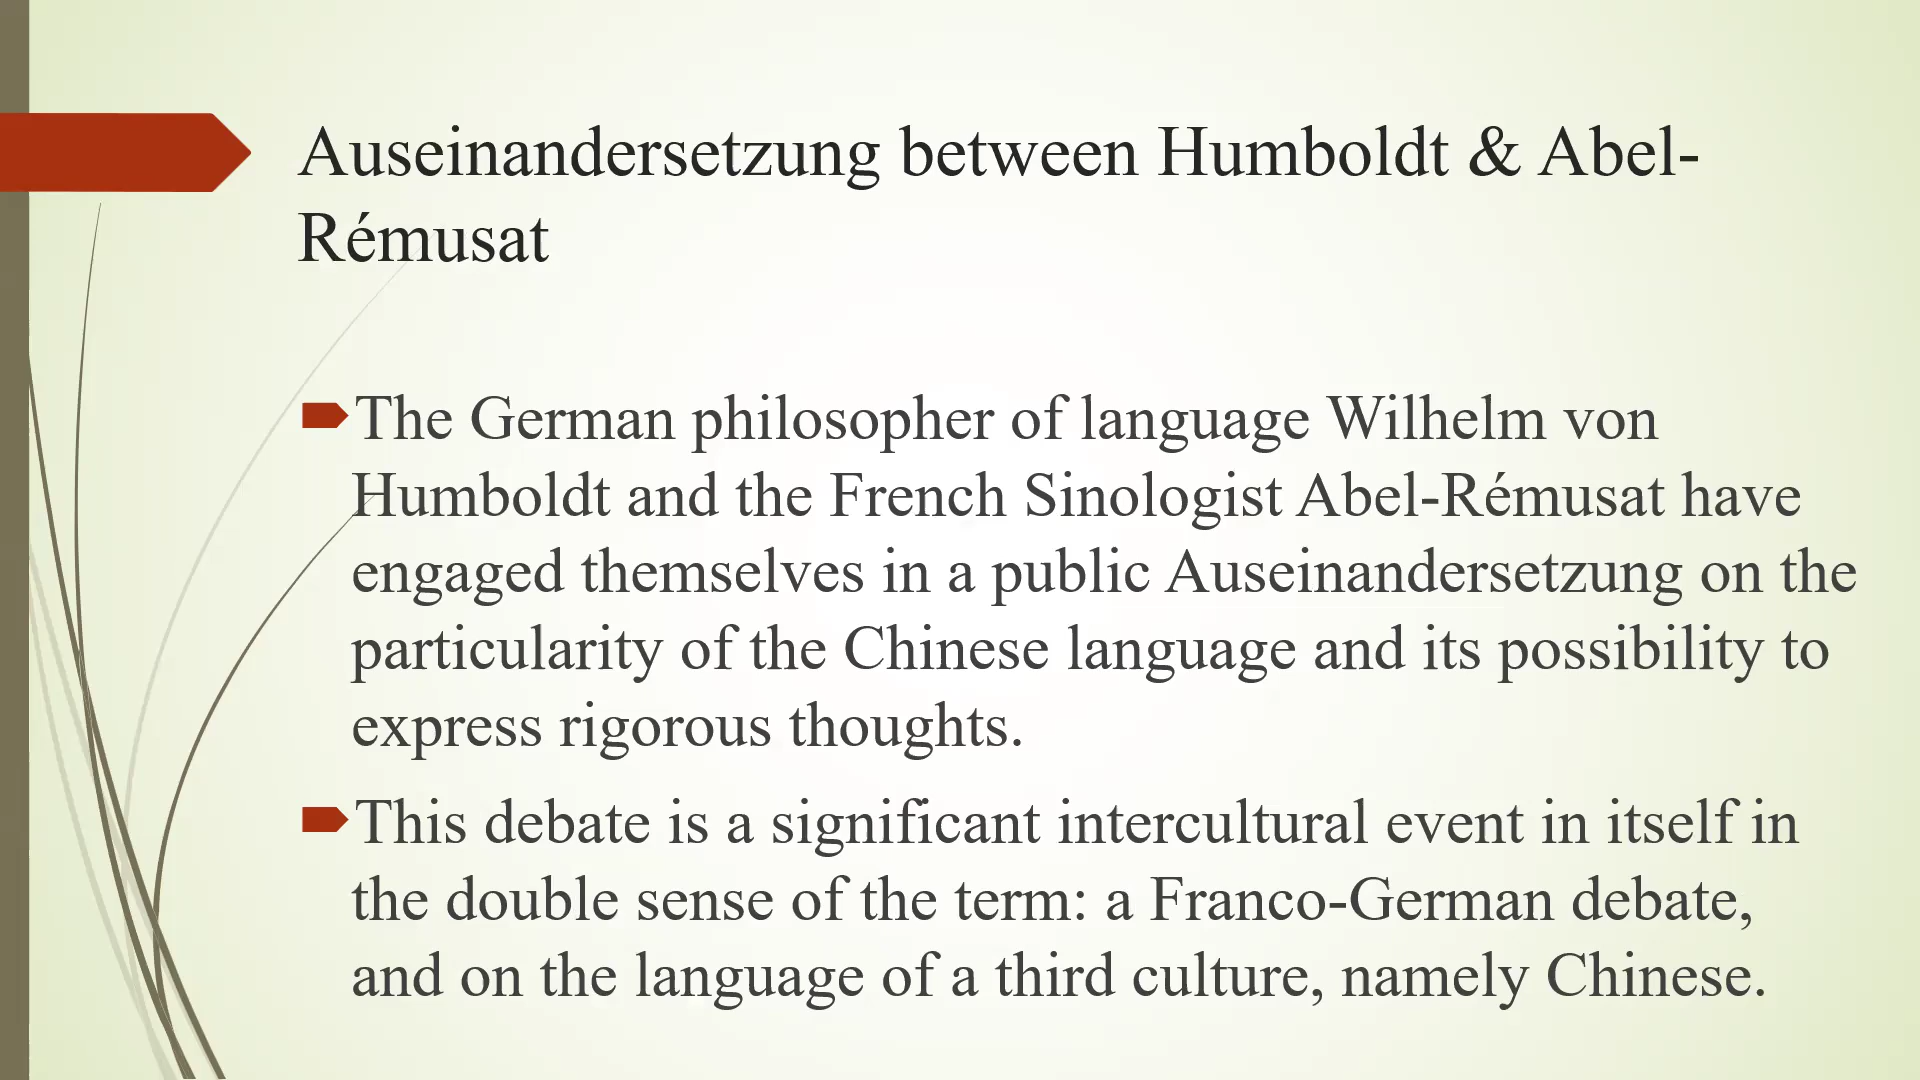 Auseinandersetzung between Humboldt & Abel-
Rémusat
The German philosopher of language Wilhelm von
Humboldt and the French Sinologist Abel-Rémusat have
engaged themselves in a public Auseinandersetzung on the
particularity of the Chinese language and its possibility to
express rigorous thoughts.
This debate is a significant intercultural event in itself in
the double sense of the term: a Franco-German debate,
and on the language of a third culture, namely Chinese.